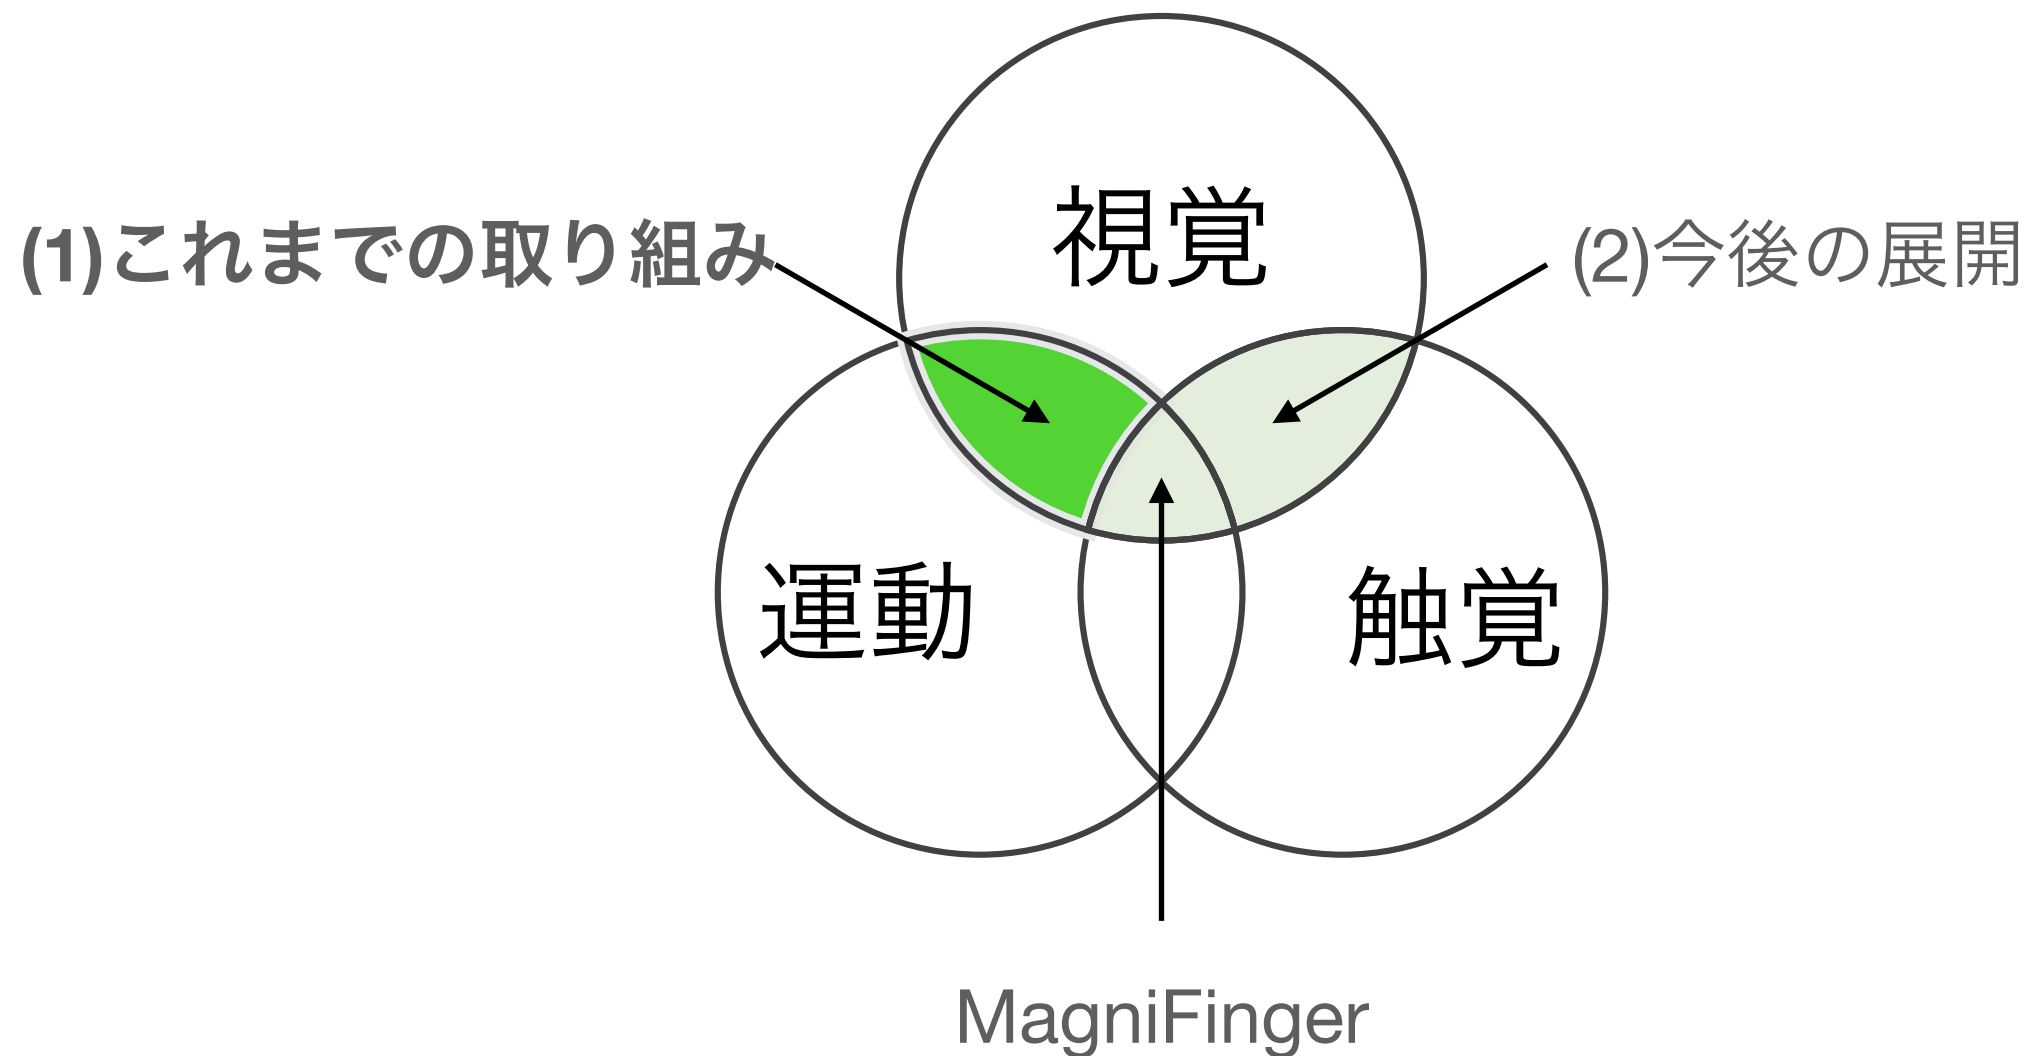 視覚
(1)これまでの取り組み
(2)今後の展開
運動
触覚
MagniFinger